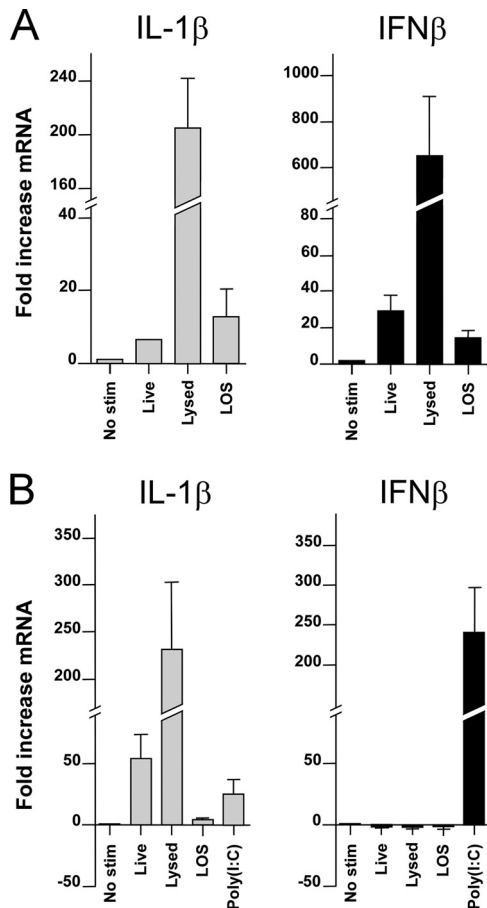 A
IL-1β
IFNβ
Fold increase mRNA
240
200
160
40
20
0
No stim
Live
Lysed
LOS
1000
800
600
80
60
40
20
0
No stim
Live
Lysed
LOS
B
IL-1β
IFNβ
Fold increase mRNA
350
300
250
200
50
0
-50
No stim
Live
Lysed
LOS
Poly(I:C)
350
300
250
200
50
0
-50
No stim
Live
Lysed
LOS
Poly(I:C)